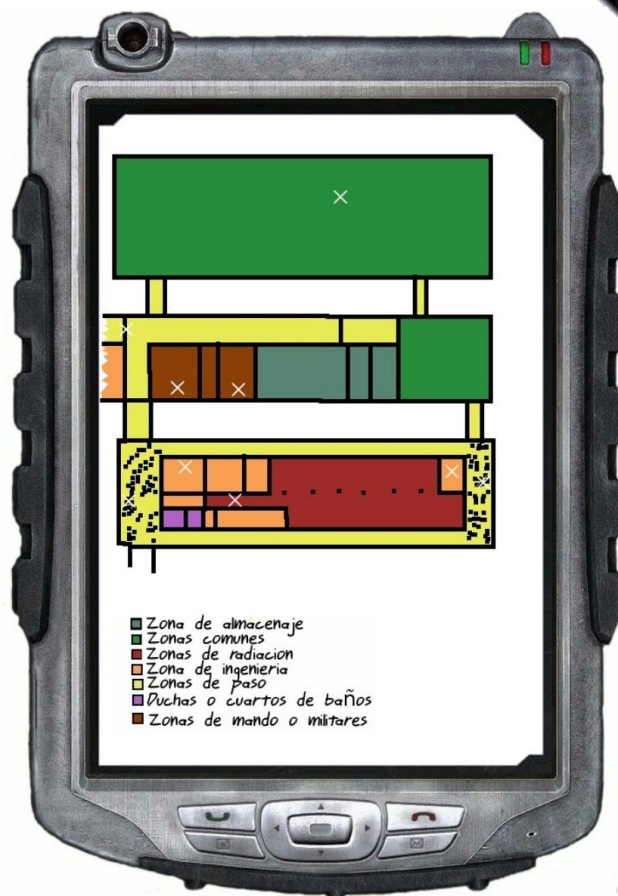 Zona de almacenaje
Zonas comunes
Zonas de radiacion
Zona de ingenieria
Zonas de paso
Duchas o cuartos de baños
Zonas de mando o militares